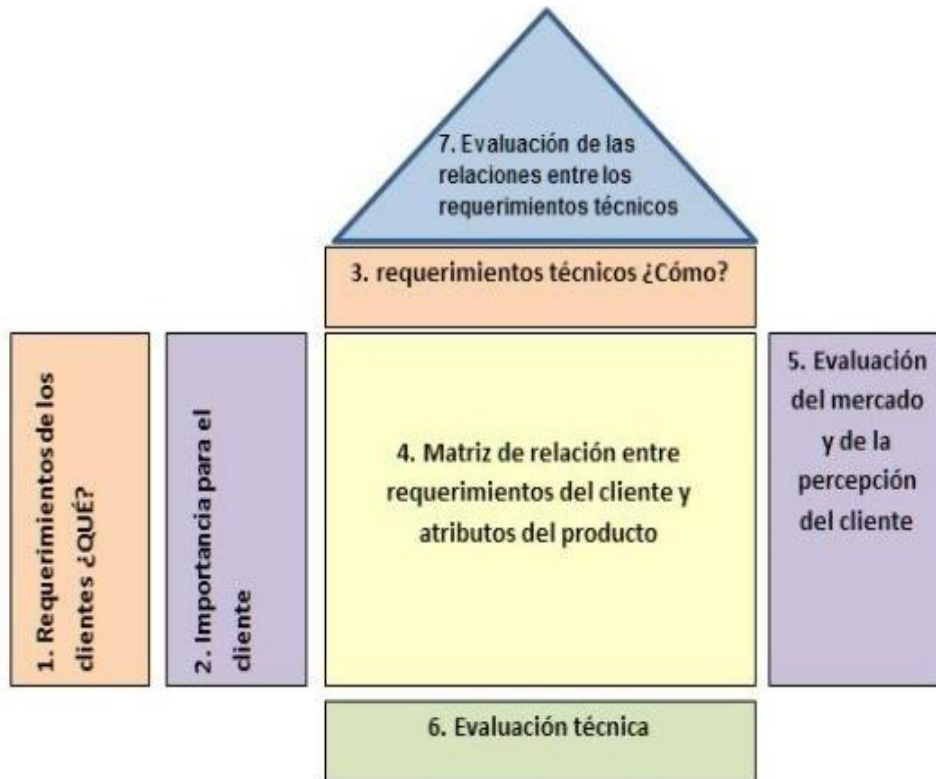 7. Evaluación de las
relaciones entre los
requerimientos técnicos
3. requerimientos técnicos ¿Cómo?
1. Requerimientos de los
clientes ¿QUÉ?
2. Importancia para el
cliente
4. Matriz de relación entre
requerimientos del cliente y
atributos del producto
5. Evaluación
del mercado
y de la
percepción
del cliente
6. Evaluación técnica